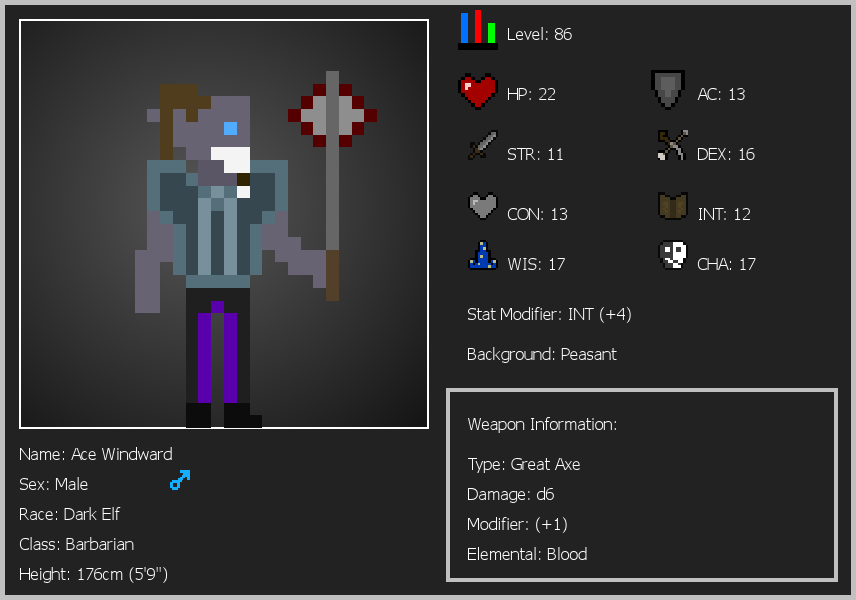 Level: 86
HP: 22
AC: 13
STR: 11
DEX: 16
CON: 13
INT: 12
WIS: 17
CHA: 17
Stat Modifier: INT (+4)
Background: Peasant
Weapon Information:
Type: Great Axe
Damage: d6
Modifier: (+1)
Elemental: Blood
Name: Ace Windward
Sex: Male
Race: Dark Elf
Class: Barbarian
Height: 176cm (5'9")